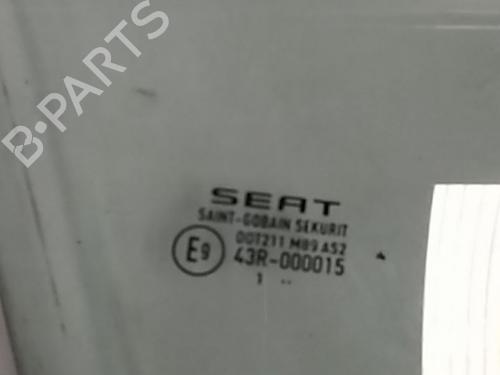 B-PARTS
SEAT
SAINT-GOBAIN SEKURIT
DOT211 M89 AS2
E9 43R-000015
1 ..